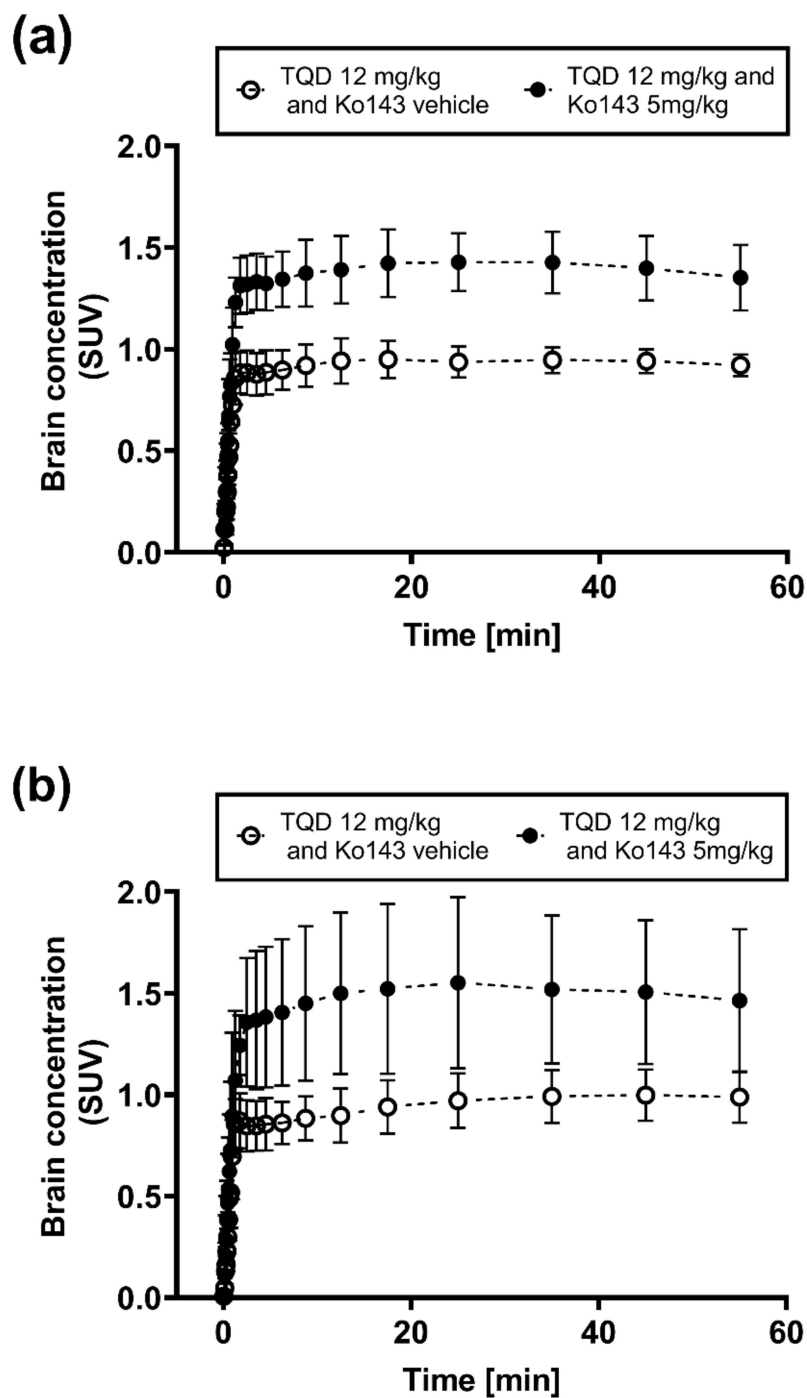 (a)
TQD 12 mg/kg
and Ko143 vehicle
TQD 12 mg/kg and
Ko143 5mg/kg
2.0
1.5
1.0
0.5
0.0
Brain concentration
(SUV)
0
20
40
60
Time [min]
(b)
TQD 12 mg/kg
and Ko143 vehicle
TQD 12 mg/kg
and Ko143 5mg/kg
2.0
1.5
1.0
0.5
0.0
Brain concentration
(SUV)
0
20
40
60
Time [min]